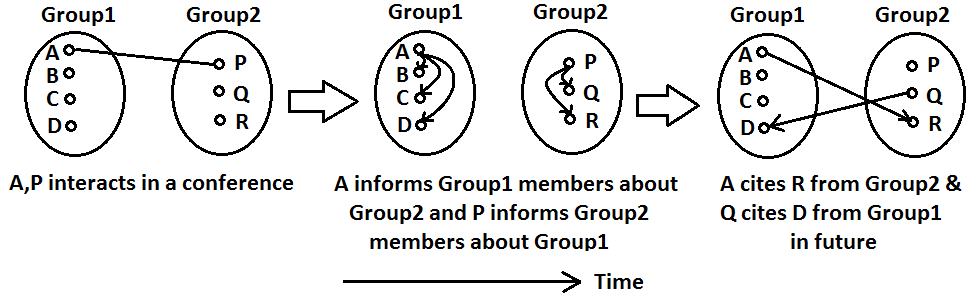 Group1 Group2
A
B
C
D
P
Q
R
A,P interacts in a conference
Group1 Group2
A
B
C
D
P
Q
R
A informs Group1 members about
Group2 and P informs Group2
members about Group1
Group1 Group2
A
B
C
D
P
Q
R
A cites R from Group2 &
Q cites D from Group1
in future
Time